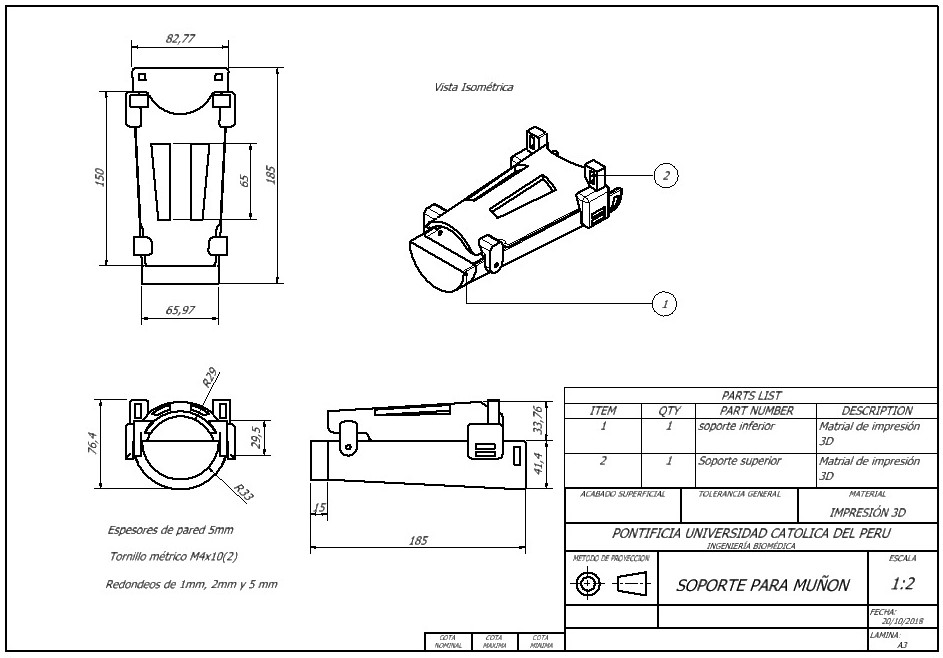 82,77
150
65
185
65,97
Vista Isométrica
2
1
R29
76,4
29,5
R33
33,76
41,4
15
185
Espesores de pared 5mm
Tornillo métrico M4x10(2)
Redondeos de 1mm, 2mm y 5 mm
PARTS LIST
ITEM QTY PART NUMBER DESCRIPTION
1 1 soporte inferior Matrial de impresión
3D
2 1 Soporte superior Matrial de impresión
3D
ACABADO SUPERFICIAL TOLERANCIA GENERAL MATERIAL
IMPRESIÓN 3D
PONTIFICIA UNIVERSIDAD CATOLICA DEL PERU
INGENIERÍA BIOMÉDICA
METODO DE PROYECCION ESCALA
SOPORTE PARA MUÑON 1:2
FECHA:
20/10/2018
LAMINA:
A3
COTA NOMINAL
COTA MAXIMA
COTA MINIMA